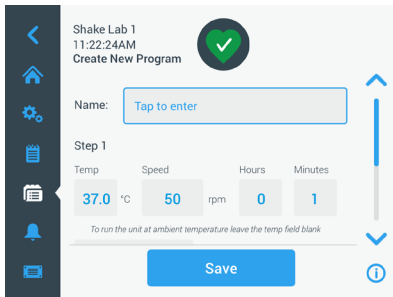 Shake Lab 1
11:22:24AM
Create New Program
Name: Tap to enter
Step 1
Temp Speed Hours Minutes
37.0 °C 50 rpm 0 1
To run the unit at ambient temperature leave the temp field blank
Save